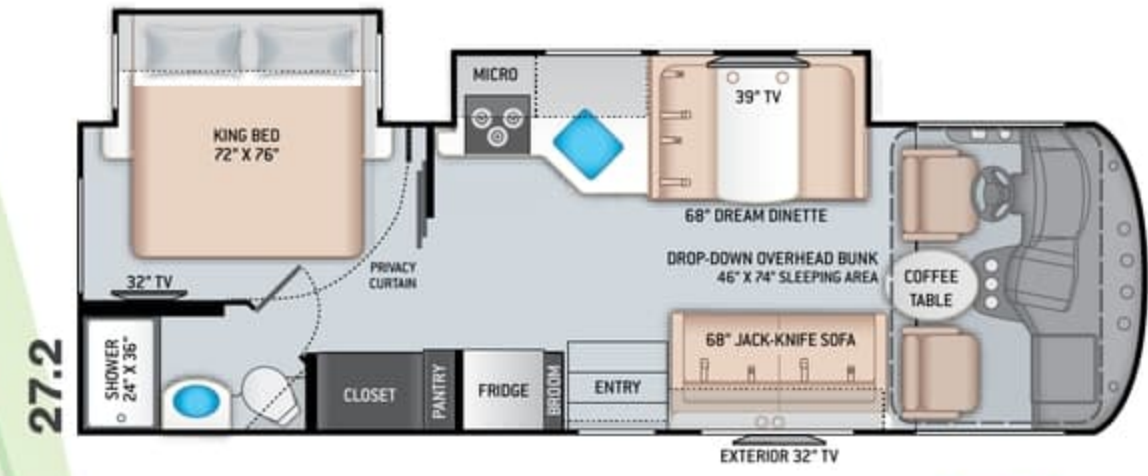 MICRO
39" TV
KING BED
72" X 76"
68" DREAM DINETTE
DROP-DOWN OVERHEAD BUNK
46" X 74" SLEEPING AREA
PRIVACY
CURTAIN
COFFEE
TABLE
32" TV
27.2
SHOWER
24" X 36"
CLOSET
PANTRY
FRIDGE
BROOM
ENTRY
68" JACK-KNIFE SOFA
EXTERIOR 32" TV